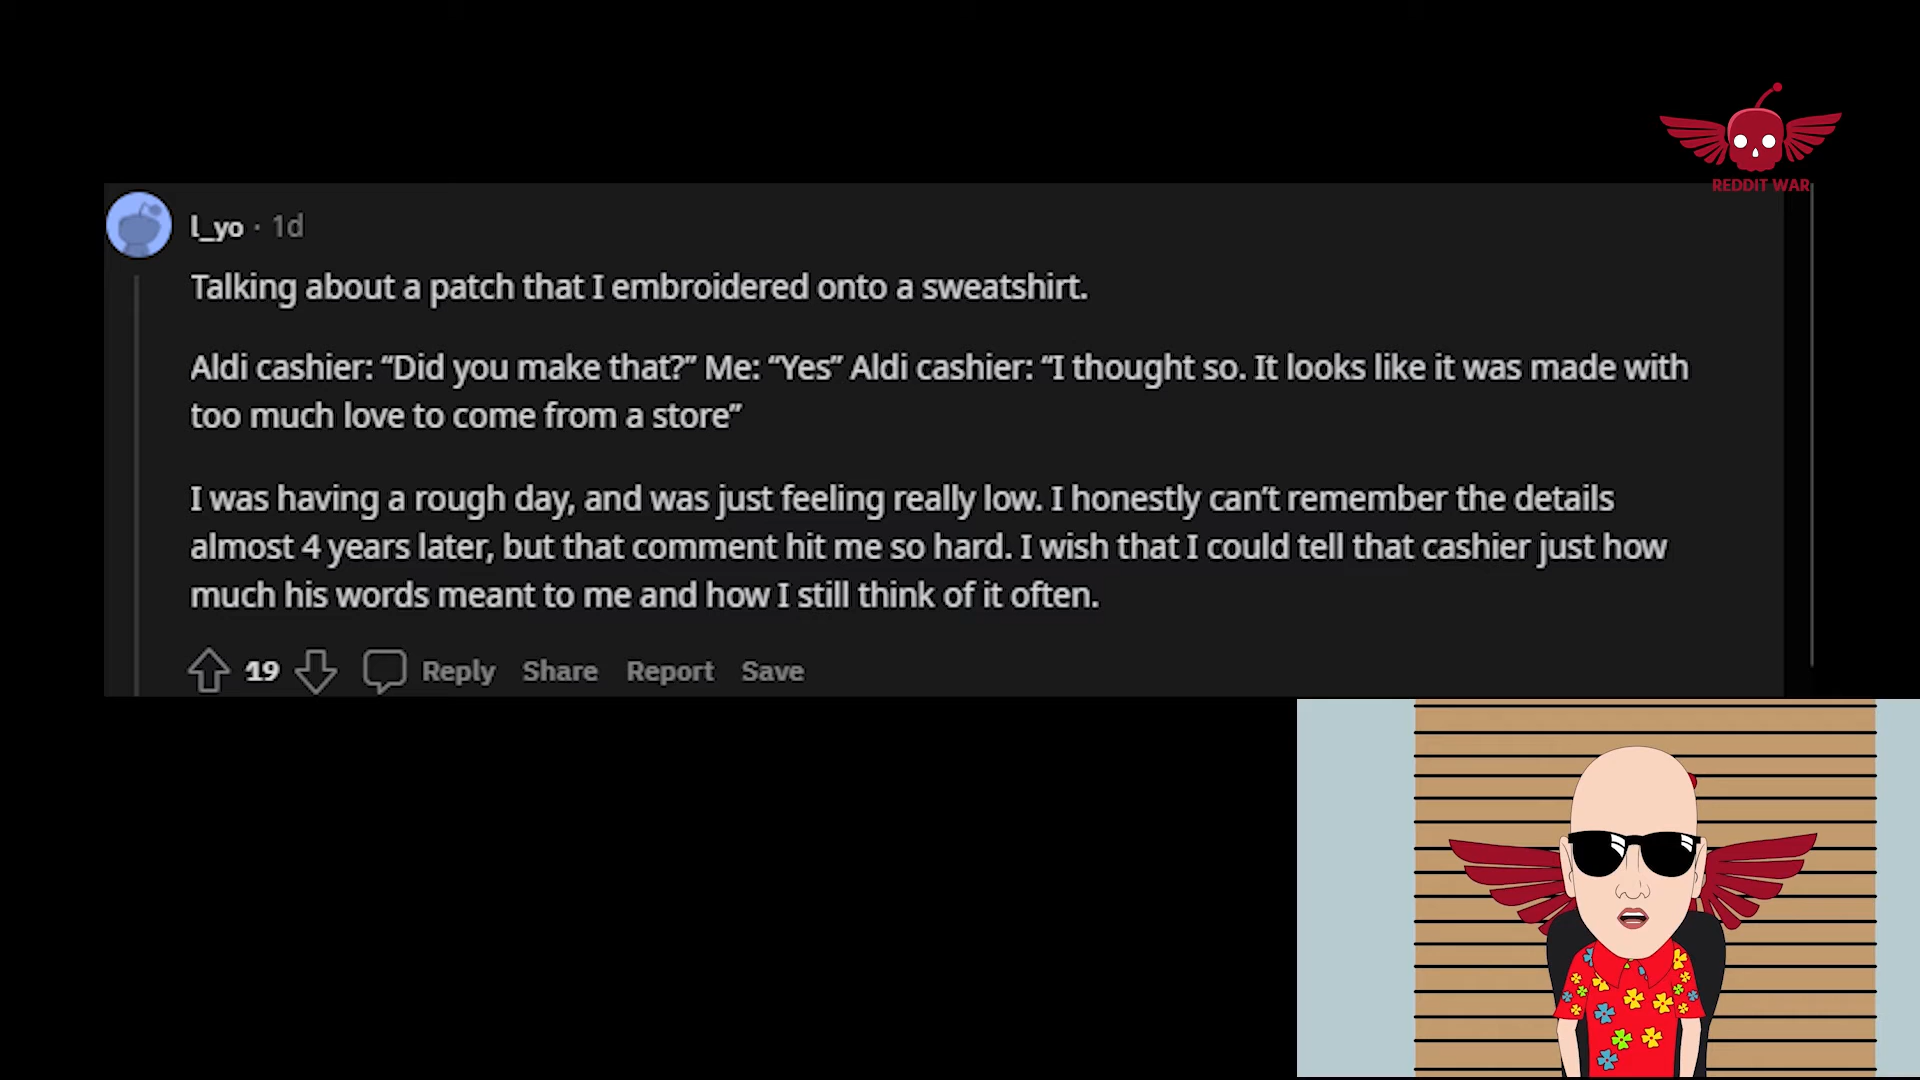 REDDIT WAR
l_yo · 1d
Talking about a patch that I embroidered onto a sweatshirt.
Aldi cashier: “Did you make that?” Me: “Yes” Aldi cashier: “I thought so. It looks like it was made with
too much love to come from a store”
I was having a rough day, and was just feeling really low. I honestly can’t remember the details
almost 4 years later, but that comment hit me so hard. I wish that I could tell that cashier just how
much his words meant to me and how I still think of it often.
19 Reply Share Report Save